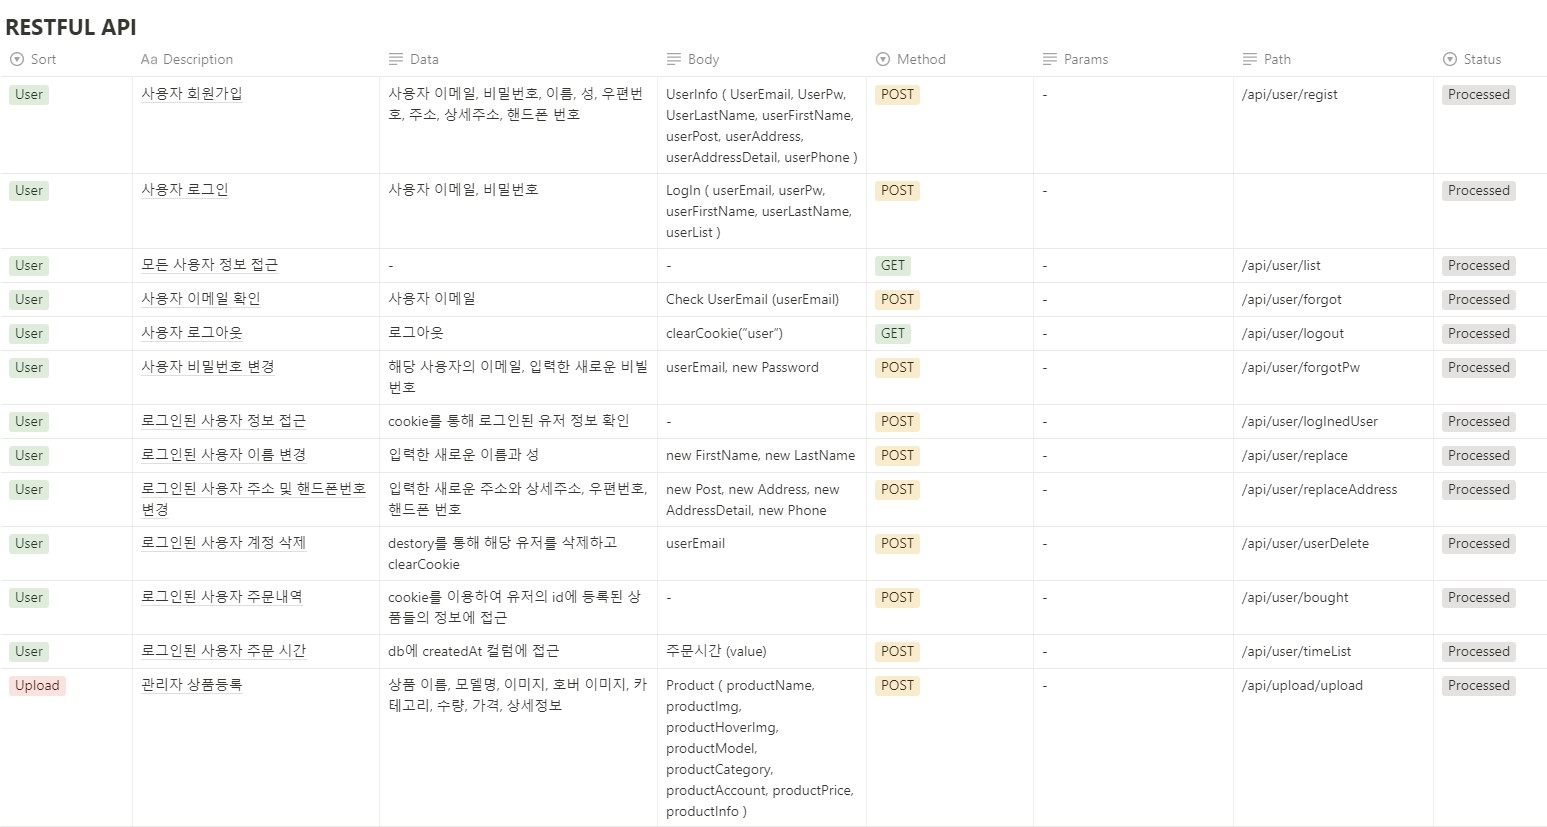 RESTFUL API
Sort Aa Description Data Body Method Params Path Status
User 사용자 회원가입 사용자 이메일, 비밀번호, 이름, 성, 우편번 UserInfo ( UserEmail, UserPw, POST - /api/user/regist Processed
호, 주소, 상세주소, 핸드폰 번호 UserLastName, userFirstName,
userPost, userAddress,
userAddressDetail, userPhone )
User 사용자 로그인 사용자 이메일, 비밀번호 LogIn ( userEmail, userPw, POST - Processed
userFirstName, userLastName,
userList )
User 모든 사용자 정보 접근 - - GET - /api/user/list Processed
User 사용자 이메일 확인 사용자 이메일 Check UserEmail (userEmail) POST - /api/user/forgot Processed
User 사용자 로그아웃 로그아웃 clearCookie(”user”) GET - /api/user/logout Processed
User 사용자 비밀번호 변경 해당 사용자의 이메일, 입력한 새로운 비빌 userEmail, new Password POST - /api/user/forgotPw Processed
번호
User 로그인된 사용자 정보 접근 cookie를 통해 로그인된 유저 정보 확인 - POST - /api/user/logInedUser Processed
User 로그인된 사용자 이름 변경 입력한 새로운 이름과 성 new FirstName, new LastName POST - /api/user/replace Processed
User 로그인된 사용자 주소 및 핸드폰번호 입력한 새로운 주소와 상세주소, 우편번호, new Post, new Address, new POST - /api/user/replaceAddress Processed
변경 핸드폰 번호 AddressDetail, new Phone
User 로그인된 사용자 계정 삭제 destory를 통해 해당 유저를 삭제하고 userEmail POST - /api/user/userDelete Processed
clearCookie
User 로그인된 사용자 주문내역 cookie를 이용하여 유저의 id에 등록된 상 - POST - /api/user/bought Processed
품들의 정보에 접근
User 로그인된 사용자 주문 시간 db에 createdAt 컬럼에 접근 주문시간 (value) POST - /api/user/timeList Processed
Upload 관리자 상품등록 상품 이름, 모델명, 이미지, 호버 이미지, 카 Product ( productName, POST - /api/upload/upload Processed
테고리, 수량, 가격, 상세정보 productImg,
productHoverImg,
productModel,
productCategory,
productAccount, productPrice,
productInfo )